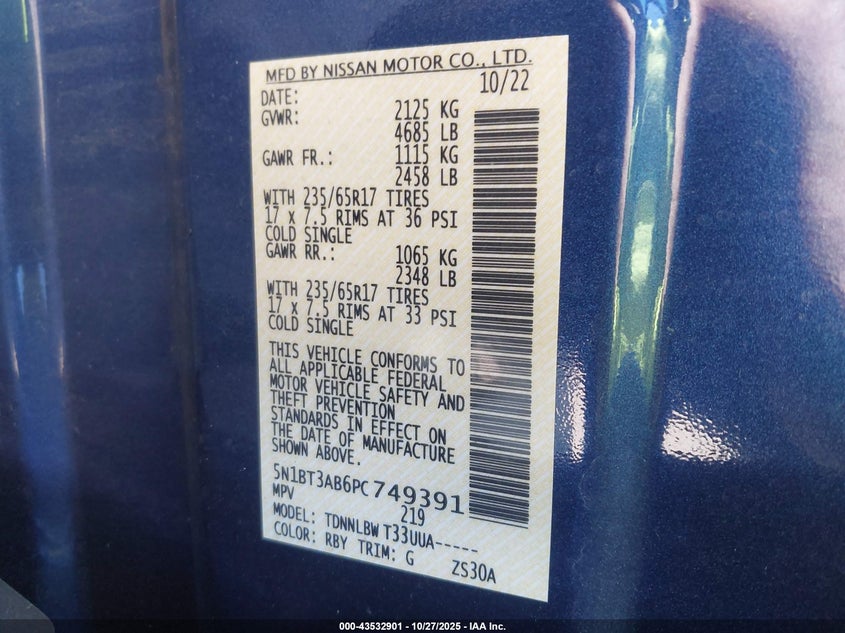 MFD BY NISSAN MOTOR CO., LTD.
DATE: 10/22
GVWR: 2125 KG
4685 LB
GAWR FR.: 1115 KG
2458 LB
WITH 235/65R17 TIRES
17 x 7.5 RIMS AT 36 PSI
COLD SINGLE
GAWR RR.: 1065 KG
2348 LB
WITH 235/65R17 TIRES
17 x 7.5 RIMS AT 33 PSI
COLD SINGLE
THIS VEHICLE CONFORMS TO
ALL APPLICABLE FEDERAL
MOTOR VEHICLE SAFETY AND
THEFT PREVENTION
STANDARDS IN EFFECT ON
THE DATE OF MANUFACTURE
SHOWN ABOVE.
5N1BT3AB6PC749391
MPV 219
MODEL: TDNNLBW T33UUA-----
COLOR: RBY TRIM: G ZS30A
000-43532901 - 10/27/2025 - IAA Inc.